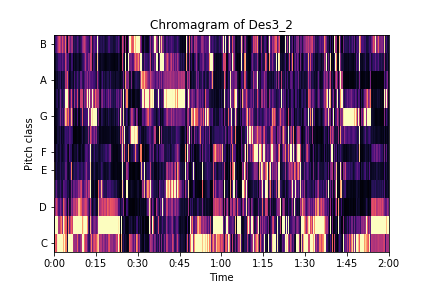 Chromagram of Des3_2
B
A
G
F
E
D
C
Pitch class
0:00 0:15 0:30 0:45 1:00 1:15 1:30 1:45 2:00
Time